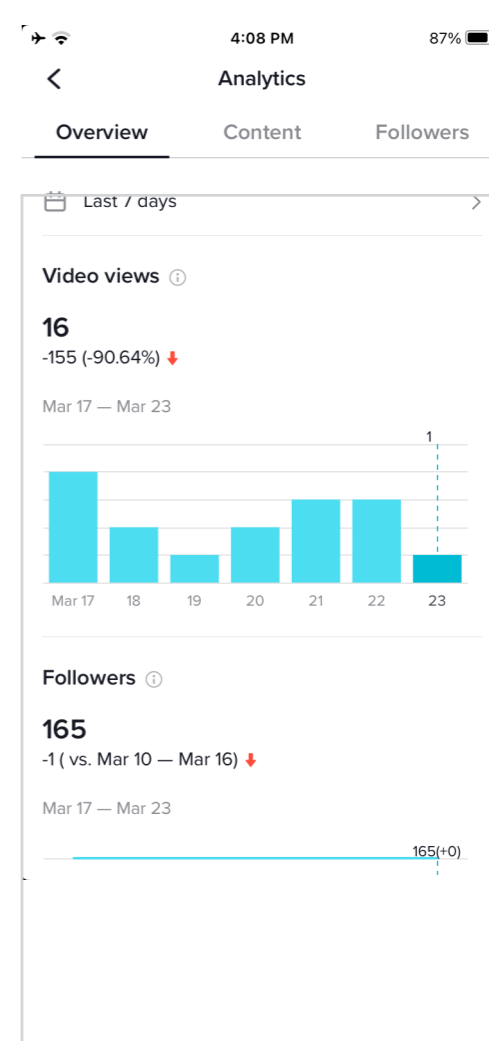 4:08 PM 87%
Analytics
Overview Content Followers
Last 7 days
Video views
16
-155 (-90.64%)
Mar 17 — Mar 23
1
Mar 17 18 19 20 21 22 23
Followers
165
-1 ( vs. Mar 10 — Mar 16)
Mar 17 — Mar 23
165(+0)